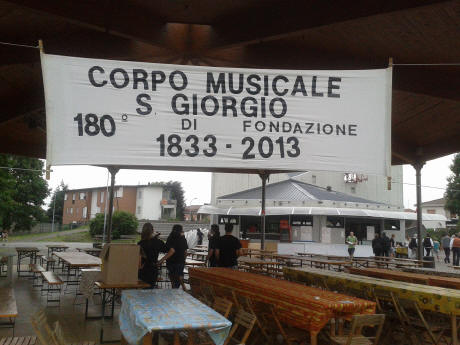 CORPO MUSICALE
S. GIORGIO
180° DI FONDAZIONE
1833-2013